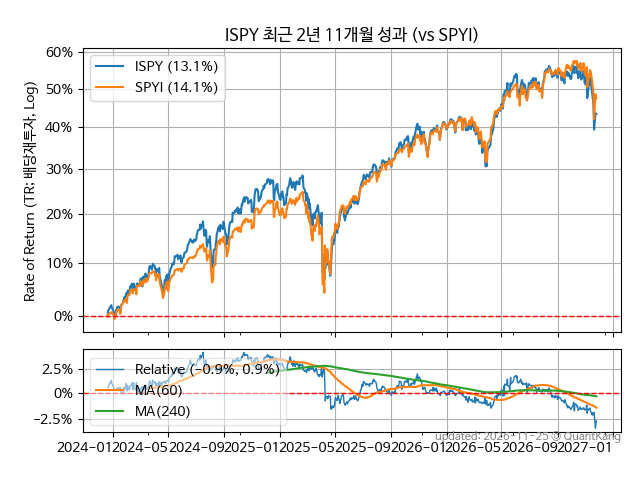 ISPY 최근 2년 11개월 성과 (vs SPYI)
Rate of Return (TR: 배당재투자, Log)
60%
50%
40%
30%
20%
10%
0%
ISPY (13.1%)
SPYI (14.1%)
2.5%
0%
−2.5%
Relative (−0.9%, 0.9%)
MA(60)
MA(240)
updated: 2026-11-25 © QuantKang
2024-01 2024-05 2024-09 2025-01 2025-05 2025-09 2026-01 2026-05 2026-09 2027-01